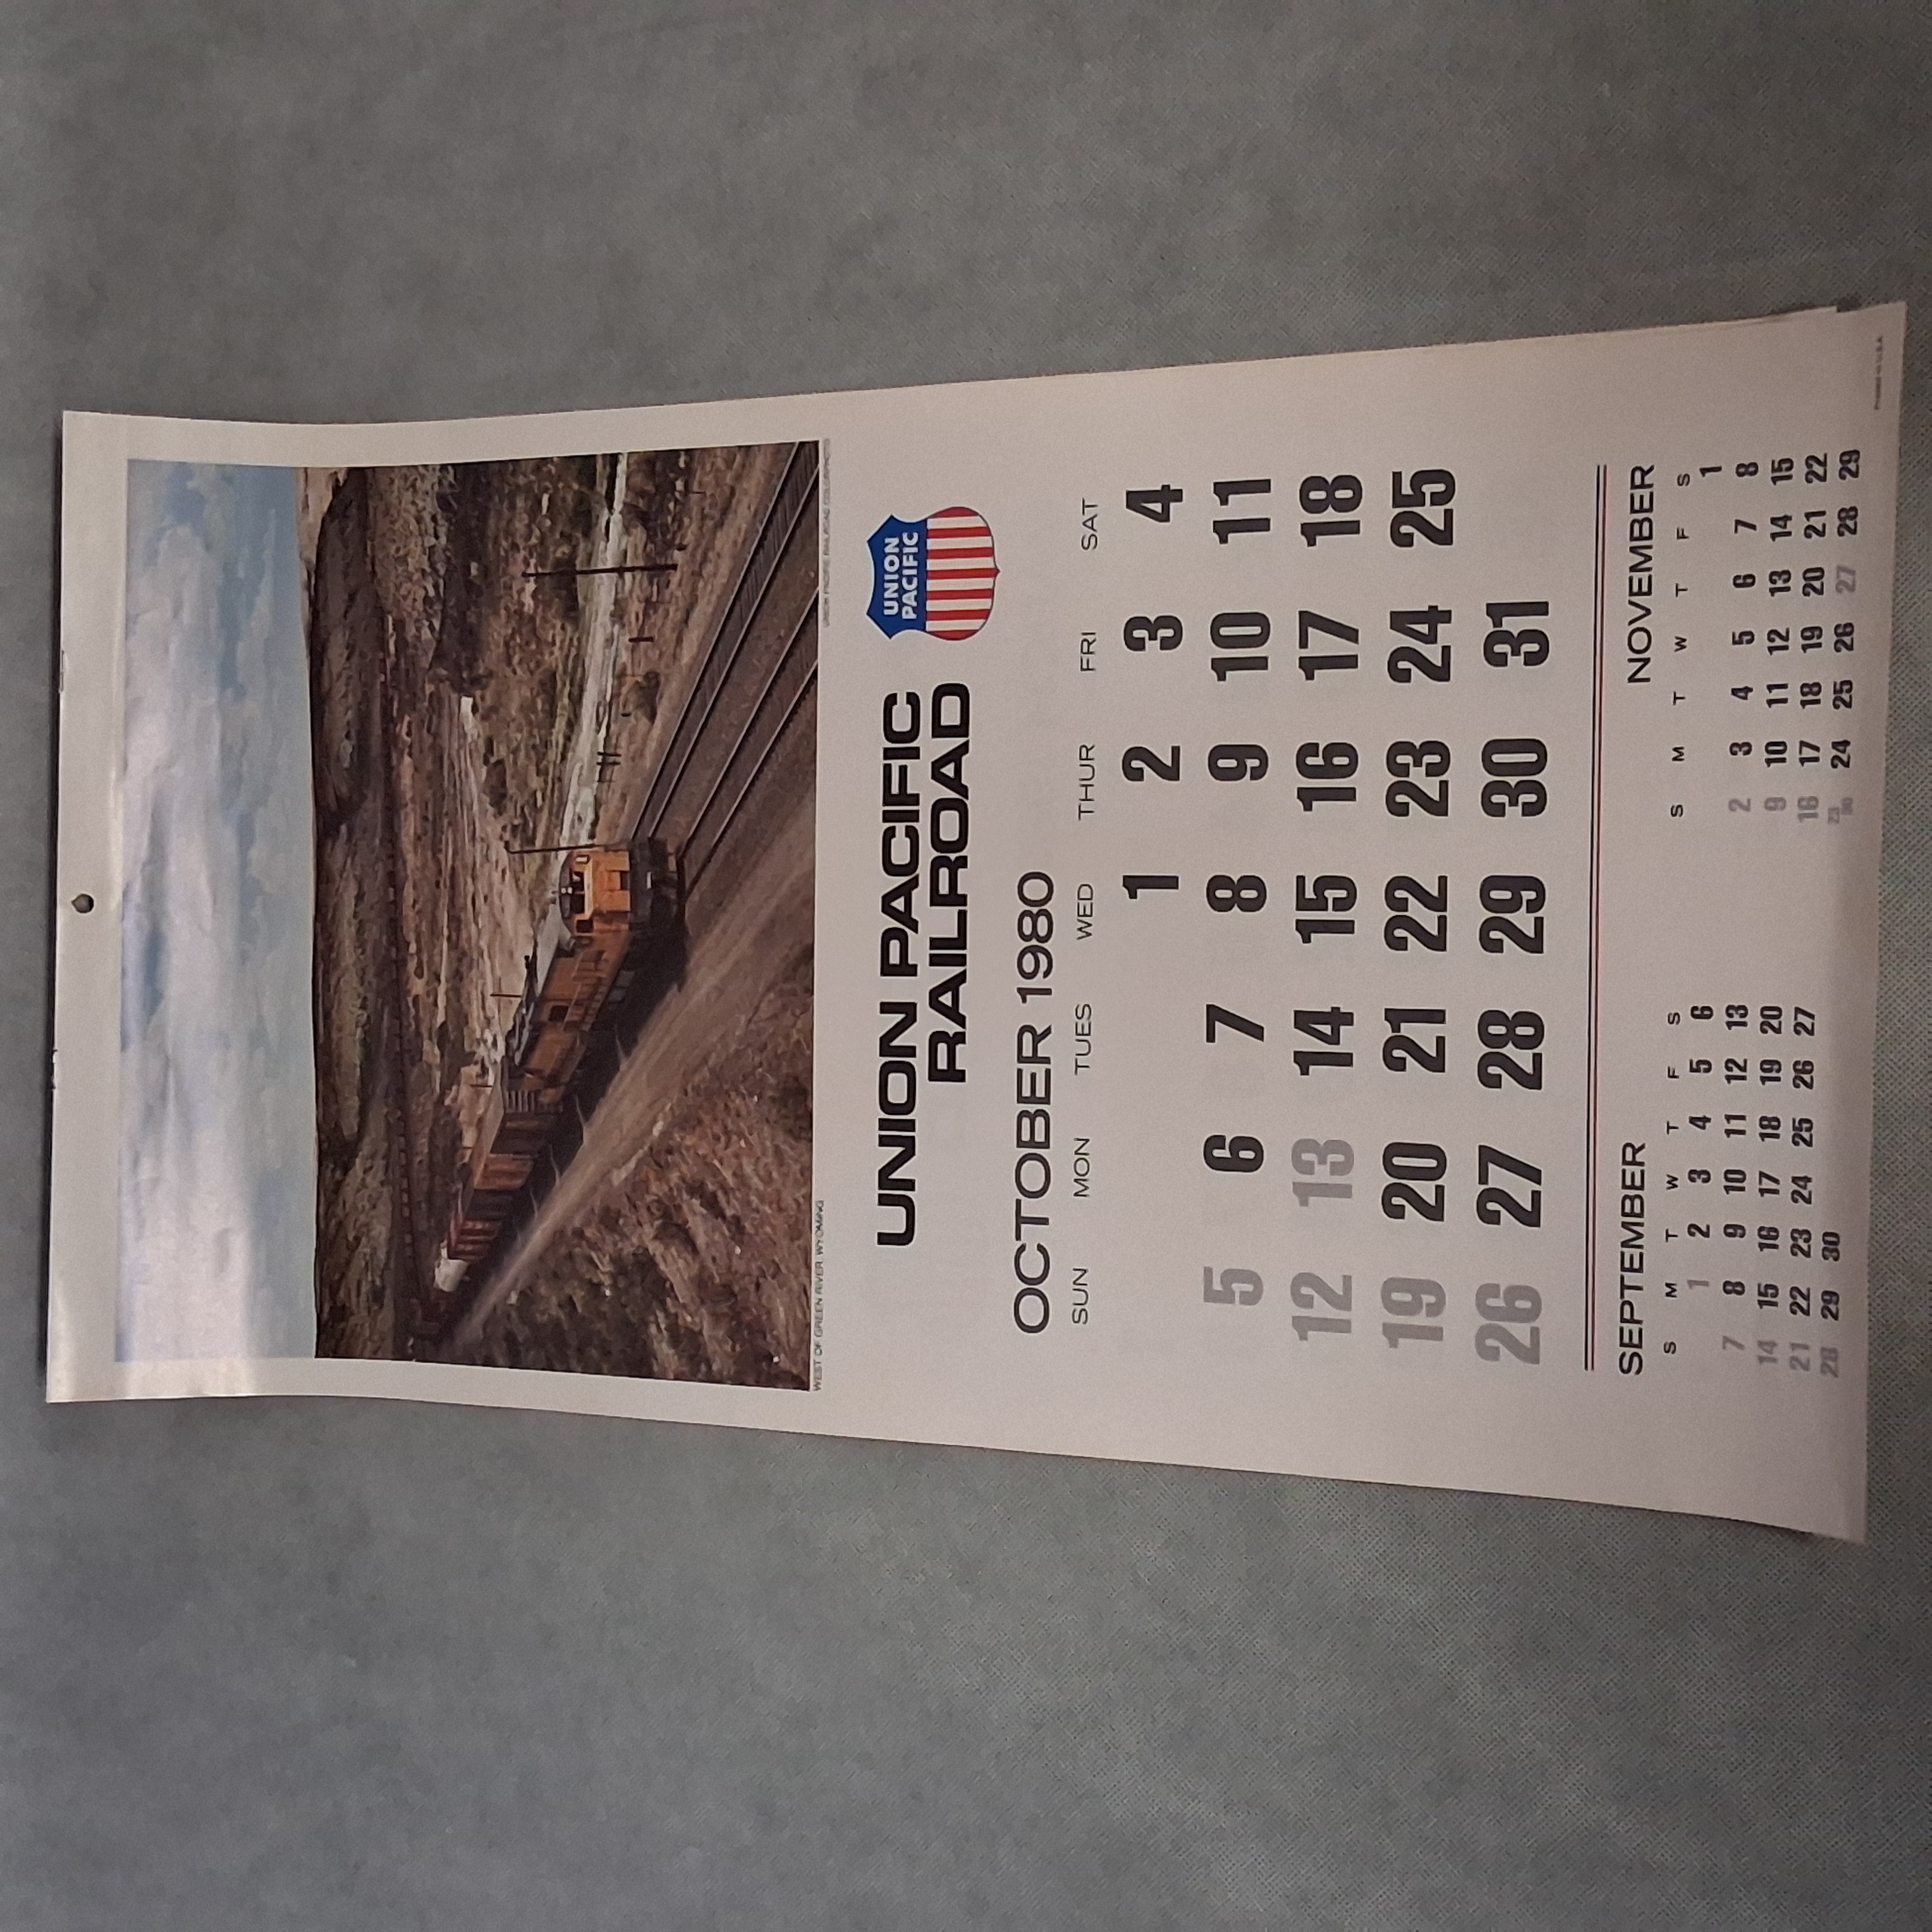 WEST OF GREEN RIVER, WYOMING
UNION PACIFIC
RAILROAD
UNION
PACIFIC
OCTOBER 1980
SUN MON TUES WED THUR FRI SAT
1 2 3 4
5 6 7 8 9 10 11
12 13 14 15 16 17 18
19 20 21 22 23 24 25
26 27 28 29 30 31
SEPTEMBER
S M T W T F S
1 2 3 4 5 6
7 8 9 10 11 12 13
14 15 16 17 18 19 20
21 22 23 24 25 26 27
28 29 30
NOVEMBER
S M T W T F S
1
2 3 4 5 6 7 8
9 10 11 12 13 14 15
16 17 18 19 20 21 22
23 24 25 26 27 28 29
30
Printed in U.S.A.